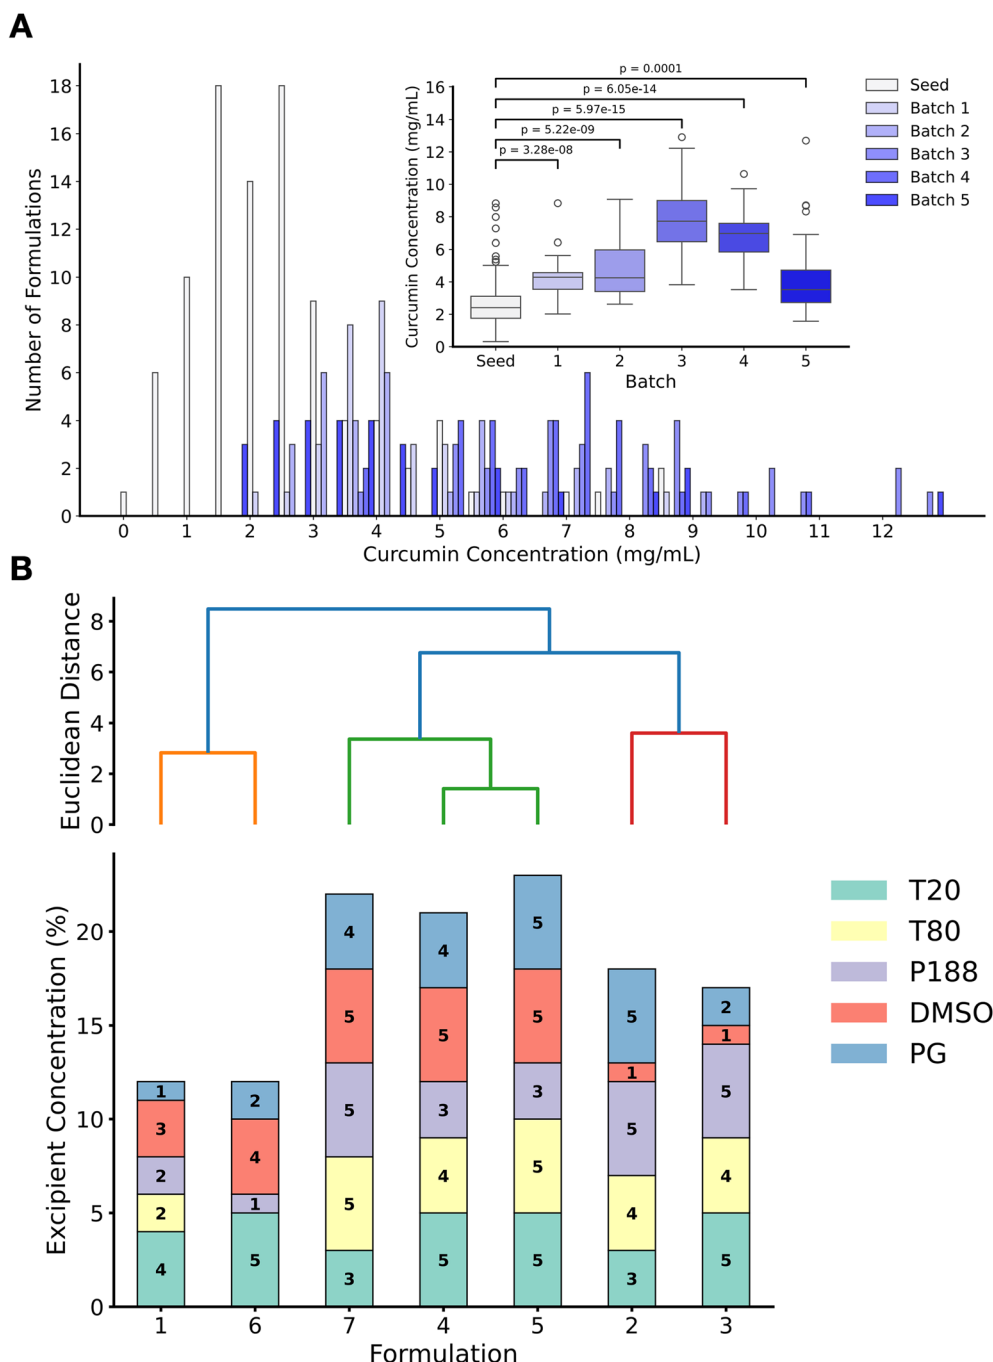 A
Number of Formulations
18
16
14
12
10
8
6
4
2
0
0 1 2 3 4 5 6 7 8 9 10 11 12
Curcumin Concentration (mg/mL)
Curcumin Concentration (mg/mL)
16
14
12
10
8
6
4
2
0
p = 0.0001
p = 6.05e-14
p = 5.97e-15
p = 5.22e-09
p = 3.28e-08
Seed 1 2 3 4 5
Batch
Seed
Batch 1
Batch 2
Batch 3
Batch 4
Batch 5
B
Euclidean Distance
8
6
4
2
0
Excipient Concentration (%)
20
15
10
5
0
1
3
2
2
4
2
4
1
5
4
5
5
5
3
4
5
3
4
5
5
5
3
5
5
5
1
5
4
3
2
1
5
4
5
1 6 7 4 5 2 3
Formulation
T20
T80
P188
DMSO
PG